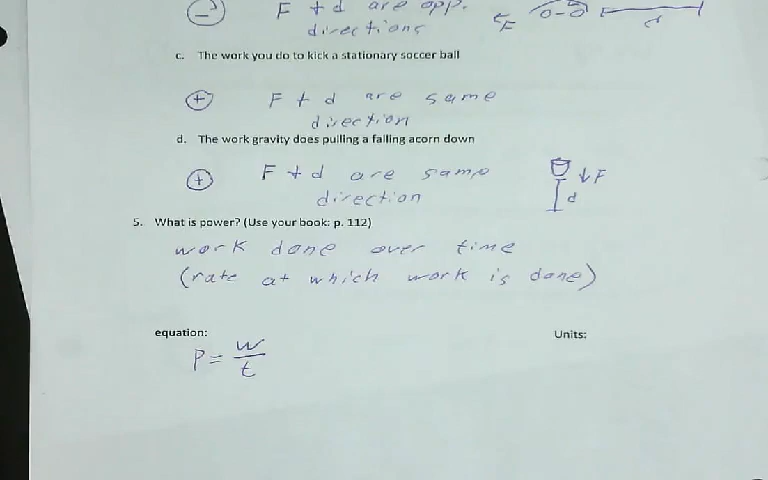 (-) F + d are opp.
directions
F d
c. The work you do to kick a stationary soccer ball
(+) F + d are same
direction
d. The work gravity does pulling a falling acorn down
(+) F + d are same
direction
↓F
d
5. What is power? (Use your book: p. 112)
work done over time
(rate at which work is done)
equation: Units:
P = W/t